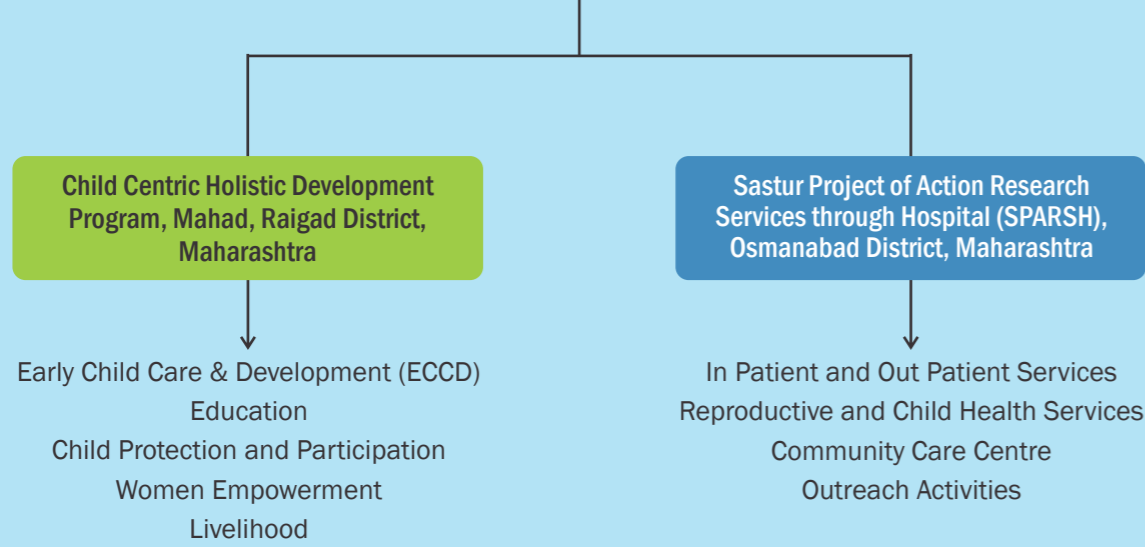 Child Centric Holistic Development
Program, Mahad, Raigad District,
Maharashtra
Early Child Care & Development (ECCD)
Education
Child Protection and Participation
Women Empowerment
Livelihood
Sastur Project of Action Research
Services through Hospital (SPARSH),
Osmanabad District, Maharashtra
In Patient and Out Patient Services
Reproductive and Child Health Services
Community Care Centre
Outreach Activities